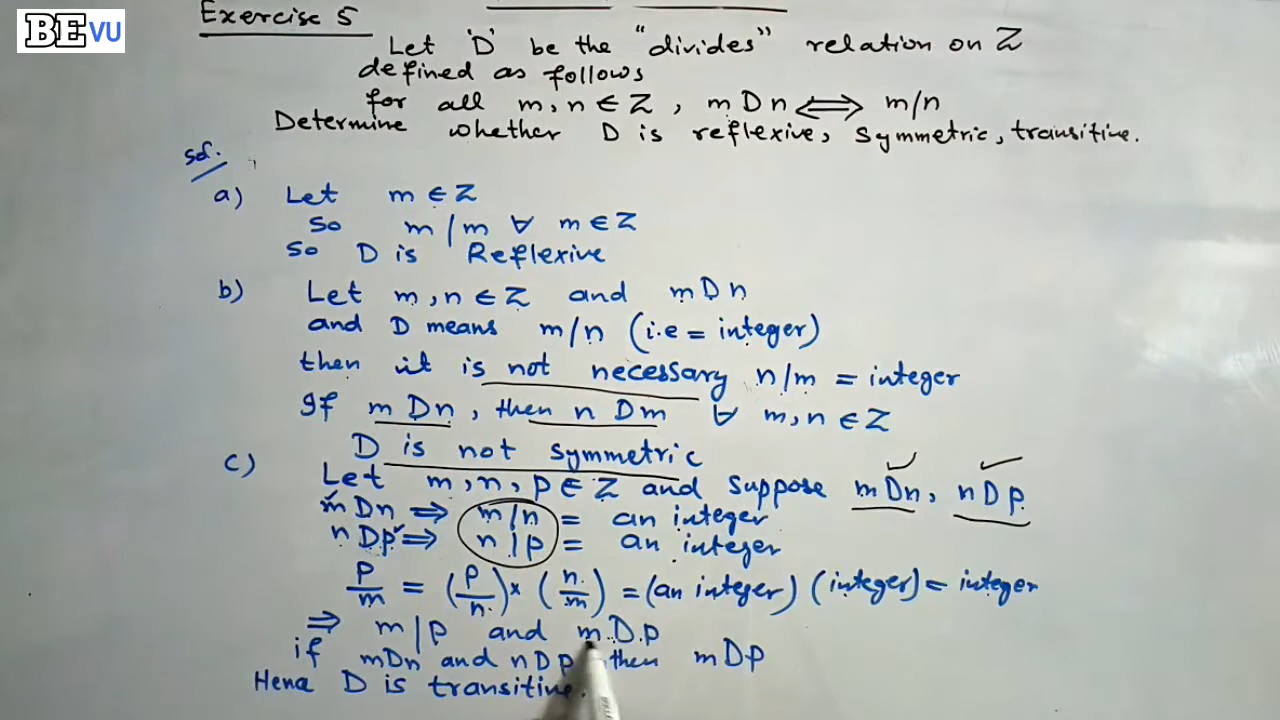 BEVU
Exercise 5
Let 'D' be the "divides" relation on Z
defined as follows
for all m, n ∈ Z, m D n ⟺ m/n
Determine whether D is reflexive, symmetric, transitive.
Sol.
a) Let m ∈ Z
So m | m ∀ m ∈ Z
So D is Reflexive
b) Let m, n ∈ Z and m D n
and D means m/n (i.e = integer)
then it is not necessary n/m = integer
If m D n, then n D m ∀ m, n ∈ Z
D is not symmetric
c) Let m, n, p ∈ Z and suppose m D n, n D p
m D n ⇒ m | n = an integer
n D p ⇒ n | p = an integer
p/m = (p/n) × (n/m) = (an integer) (integer) = integer
⇒ m | p and m D p
if m D n and n D p then m D p
Hena D is transitive.